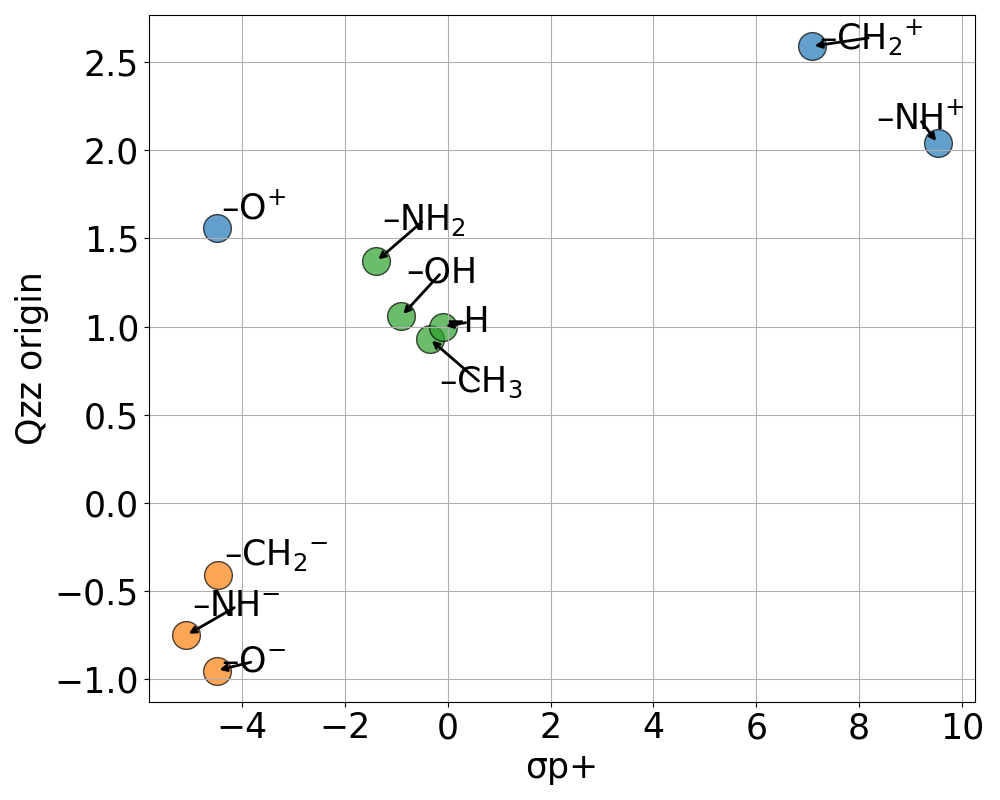 –CH₂⁺
2.5
–NH⁺
2.0
–O⁺
–NH₂
1.5
–OH
1.0
–H
–CH₃
0.5
Qzz origin
0.0
–CH₂⁻
−0.5
–NH⁻
–O⁻
−1.0
−4 −2 0 2 4 6 8 10
σp+